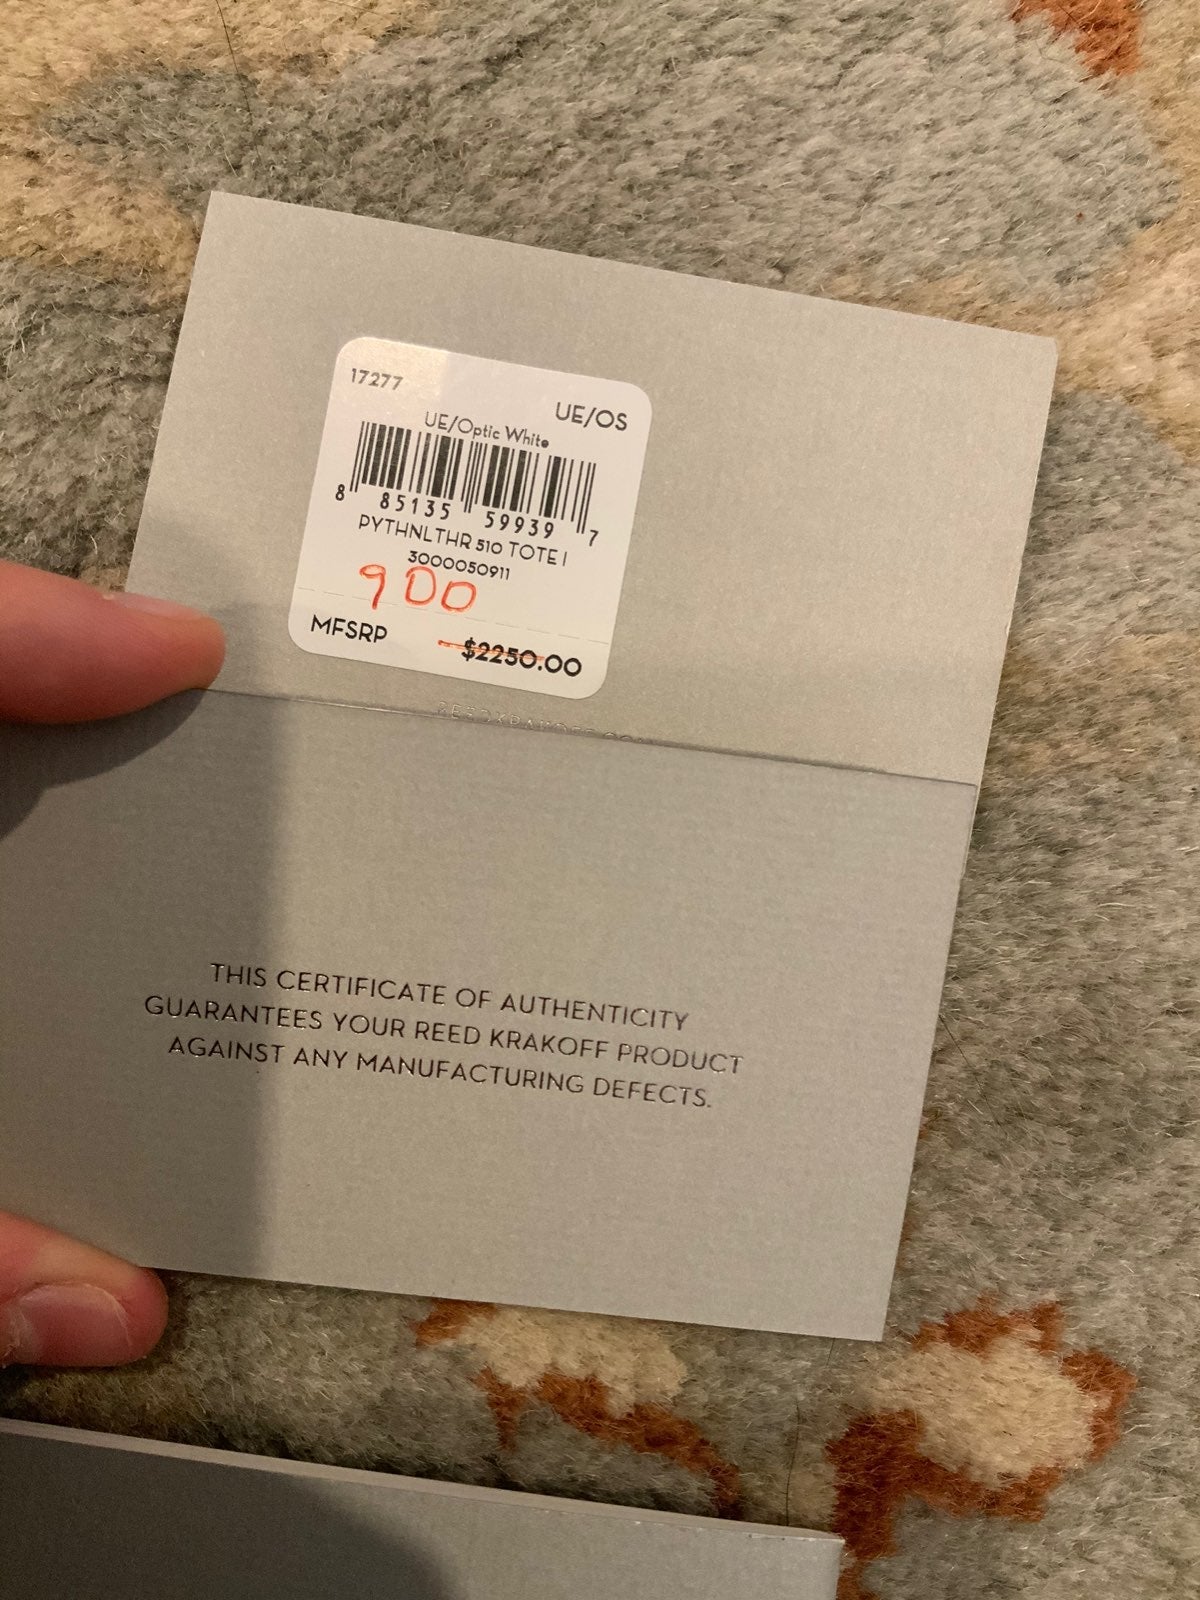 17277
UE/OS
UE/Optic White
8 85135 59939 7
PYTHNLTHR 510 TOTE I
3000050911
900
MFSRP $2250.00
THIS CERTIFICATE OF AUTHENTICITY
GUARANTEES YOUR REED KRAKOFF PRODUCT
AGAINST ANY MANUFACTURING DEFECTS.